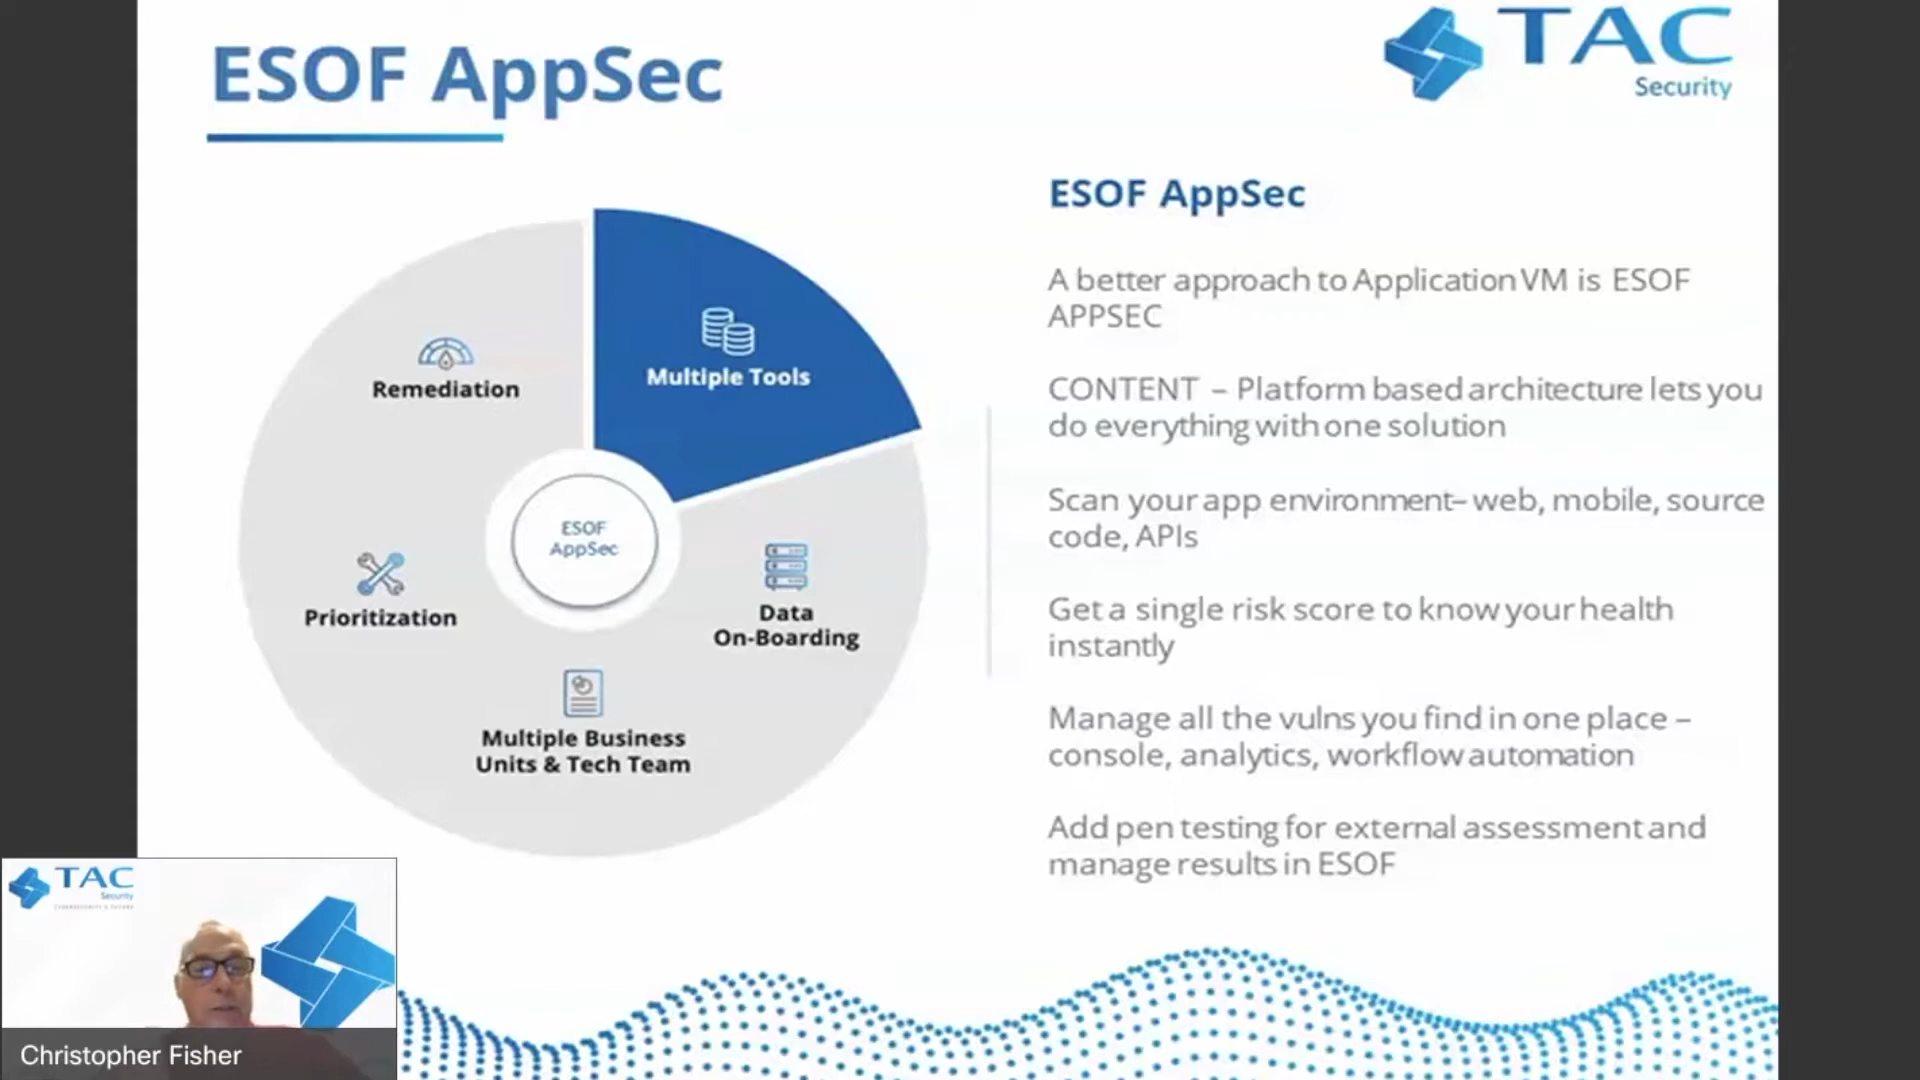 ESOF AppSec
TAC
Security
ESOF AppSec
A better approach to Application VM is ESOF
APPSEC
CONTENT – Platform based architecture lets you
do everything with one solution
Scan your app environment– web, mobile, source
code, APIs
Get a single risk score to know your health
instantly
Manage all the vulns you find in one place –
console, analytics, workflow automation
Add pen testing for external assessment and
manage results in ESOF
Multiple Tools
Remediation
ESOF
AppSec
Prioritization
Data
On-Boarding
Multiple Business
Units & Tech Team
TAC
Security
Christopher Fisher